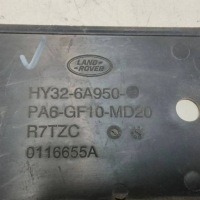 LAND
ROVER
HY32-6A950-
PA6-GF10-MD20
R7TZC
0116655A